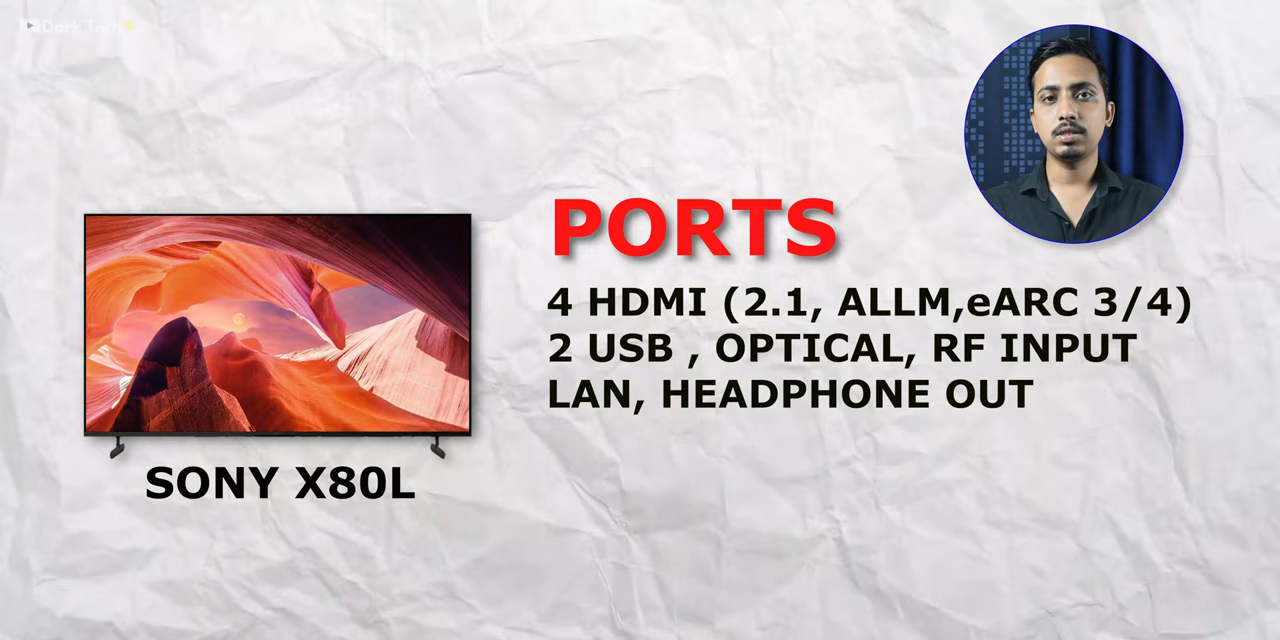 PORTS
4 HDMI (2.1, ALLM,eARC 3/4)
2 USB , OPTICAL, RF INPUT
LAN, HEADPHONE OUT
SONY X80L